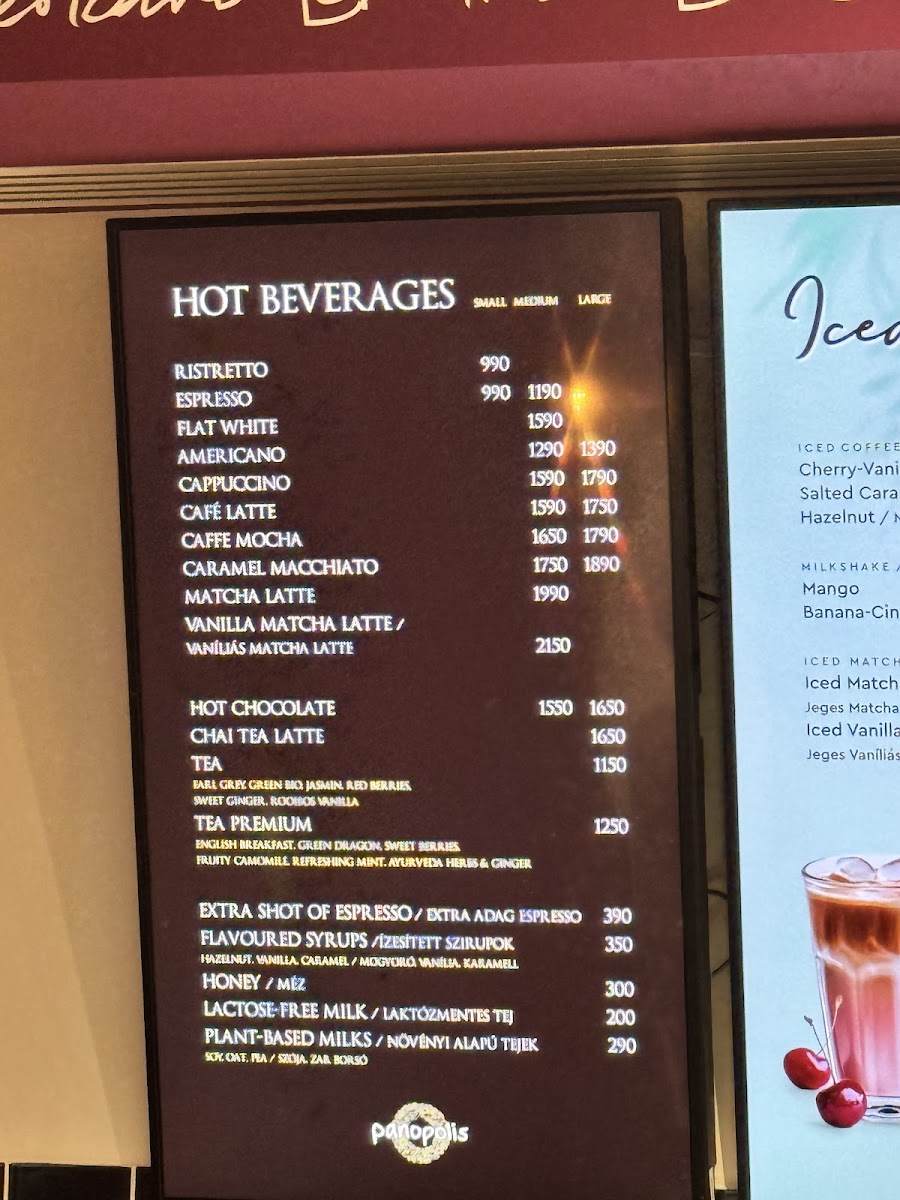 HOT BEVERAGES SMALL MEDIUM LARGE
RISTRETTO 990
ESPRESSO 990 1190
FLAT WHITE 1590
AMERICANO 1290 1390
CAPPUCCINO 1590 1790
CAFÉ LATTE 1590 1750
CAFFE MOCHA 1650 1790
CARAMEL MACCHIATO 1750 1890
MATCHA LATTE 1990
VANILLA MATCHA LATTE /
VANÍLIÁS MATCHA LATTE 2150
HOT CHOCOLATE 1550 1650
CHAI TEA LATTE 1650
TEA 1150
EARL GREY, GREEN BIO, JASMIN, RED BERRIES,
SWEET GINGER, ROOIBOS VANILLA
TEA PREMIUM 1250
ENGLISH BREAKFAST, GREEN DRAGON, SWEET BERRIES,
FRUITY CAMOMILE, REFRESHING MINT, AYURVEDA HERBS & GINGER
EXTRA SHOT OF ESPRESSO / EXTRA ADAG ESPRESSO 390
FLAVOURED SYRUPS /ÍZESÍTETT SZIRUPOK 350
HAZELNUT, VANILLA, CARAMEL / MOGYORÓ, VANÍLIA, KARAMELL
HONEY / MÉZ 300
LACTOSE-FREE MILK / LAKTÓZMENTES TEJ 200
PLANT-BASED MILKS / NÖVÉNYI ALAPÚ TEJEK 290
SOY, OAT, PEA / SZÓJA, ZAB, BORSÓ
panopolis
Iced
ICED COFFEE
Cherry-Vani
Salted Cara
Hazelnut /
MILKSHAKE /
Mango
Banana-Cin
ICED MATCH
Iced Match
Jeges Matcha
Iced Vanilla
Jeges Vaníliás